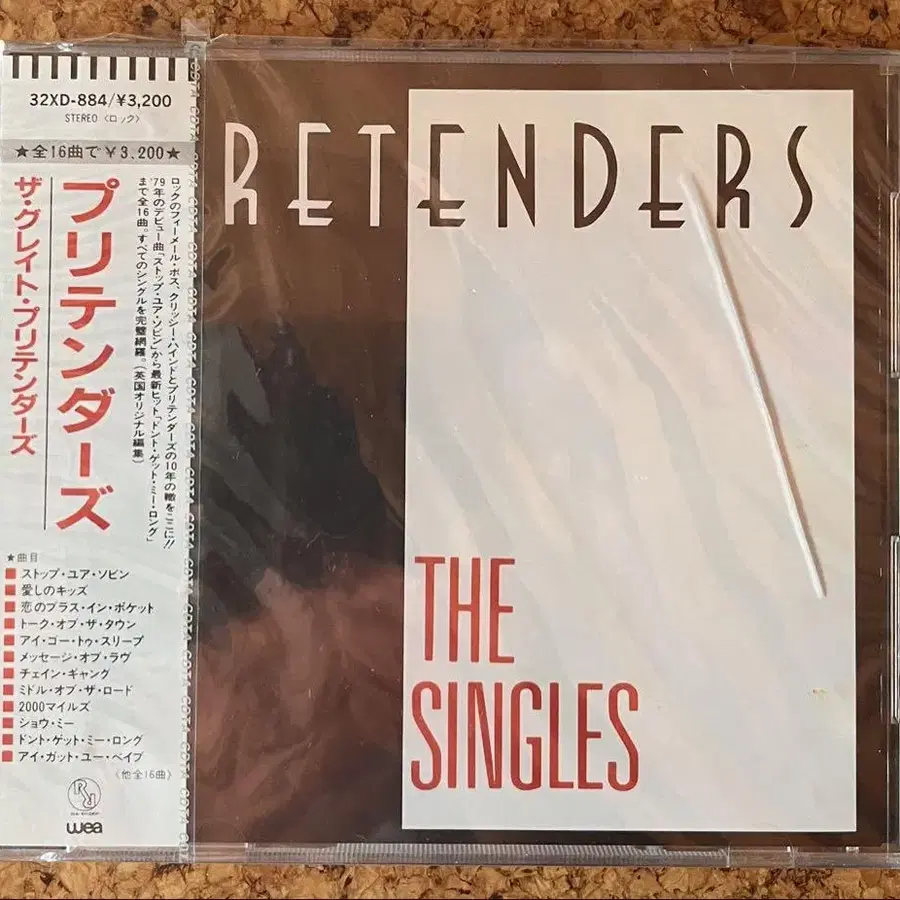 32XD-884/¥3,200
STEREO〈ロック〉
★全16曲で¥3,200★
ロックのフィーメール・ボス、クリッシー・ハインドとプリテンダーズの10年の轍をここに!!
'79年のデビュー曲「ストップ・ユア・ソビン」から最新ヒット「ドント・ゲット・ミー・ロング」
まで全16曲。すべてのシングルを完璧網羅。(英国オリジナル編集)
プリテンダーズ
ザ・グレイト・プリテンダーズ
★曲目
■ストップ・ユア・ソビン
■愛しのキッズ
■恋のブラス・イン・ポケット
■トーク・オブ・ザ・タウン
■アイ・ゴー・トゥ・スリープ
■メッセージ・オブ・ラヴ
■チェイン・ギャング
■ミドル・オブ・ザ・ロード
■2000マイルズ
■ショウ・ミー
■ドント・ゲット・ミー・ロング
■アイ・ガット・ユー・ベイブ
〈他全16曲〉
wea
RETENDERS
THE
SINGLES